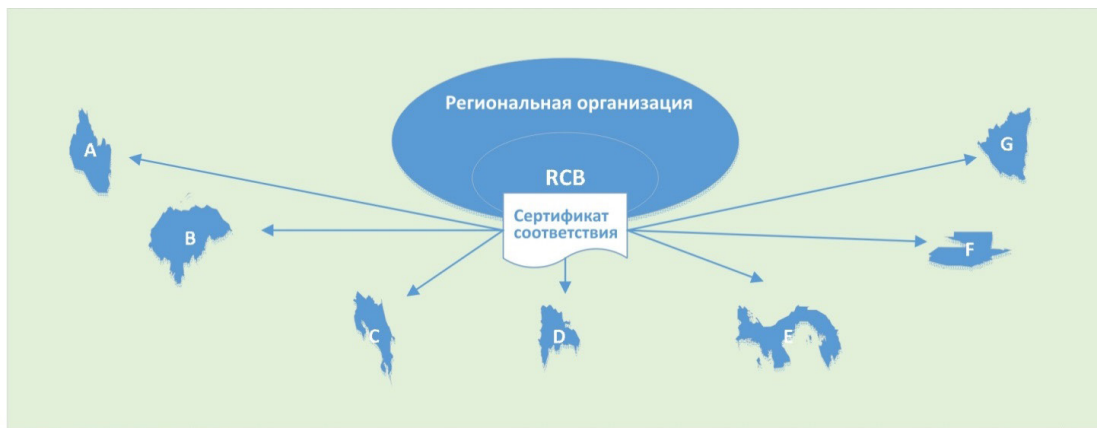 Региональная организация
RCB
Сертификат
соответствия
A
B
C
D
E
F
G